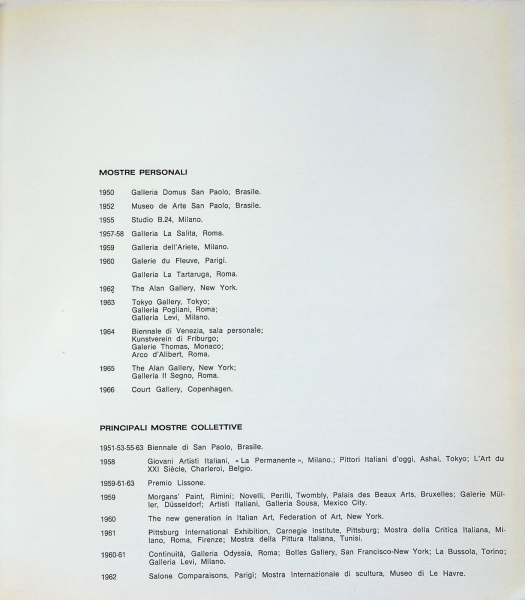 MOSTRE PERSONALI
1950 Galleria Domus San Paolo, Brasile.
1952 Museo de Arte San Paolo, Brasile.
1955 Studio B.24, Milano.
1957-58 Galleria La Salita, Roma.
1959 Galleria dell'Ariete, Milano.
1960 Galerie du Fleuve, Parigi.
Galleria La Tartaruga, Roma.
1962 The Alan Gallery, New York.
1963 Tokyo Gallery, Tokyo;
Galleria Pogliani, Roma;
Galleria Levi, Milano.
1964 Biennale di Venezia, sala personale;
Kunstverein di Friburgo;
Galerie Thomas, Monaco;
Arco d'Alibert, Roma.
1965 The Alan Gallery, New York;
Galleria Il Segno, Roma.
1966 Court Gallery, Copenhagen.
PRINCIPALI MOSTRE COLLETTIVE
1951-53-55-63 Biennale di San Paolo, Brasile.
1958 Giovani Artisti Italiani, « La Permanente », Milano.; Pittori Italiani d'oggi, Ashai, Tokyo; L'Art du
XXI Siècle, Charleroi, Belgio.
1959-61-63 Premio Lissone.
1959 Morgans' Paint, Rimini; Novelli, Perilli, Twombly, Palais des Beaux Arts, Bruxelles; Galerie Mül-
ler, Düsseldorf; Artisti Italiani, Galleria Sousa, Mexico City.
1960 The new generation in Italian Art, Federation of Art, New York.
1961 Pittsburg International Exhibition, Carnegie Institute, Pittsburg; Mostra della Critica Italiana, Mi-
lano, Roma, Firenze; Mostra della Pittura Italiana, Tunisi.
1960-61 Continuità, Galleria Odyssia, Roma; Bolles Gallery, San Francisco-New York; La Bussola, Torino;
Galleria Levi, Milano.
1962 Salone Comparaisons, Parigi; Mostra Internazionale di scultura, Museo di Le Havre.